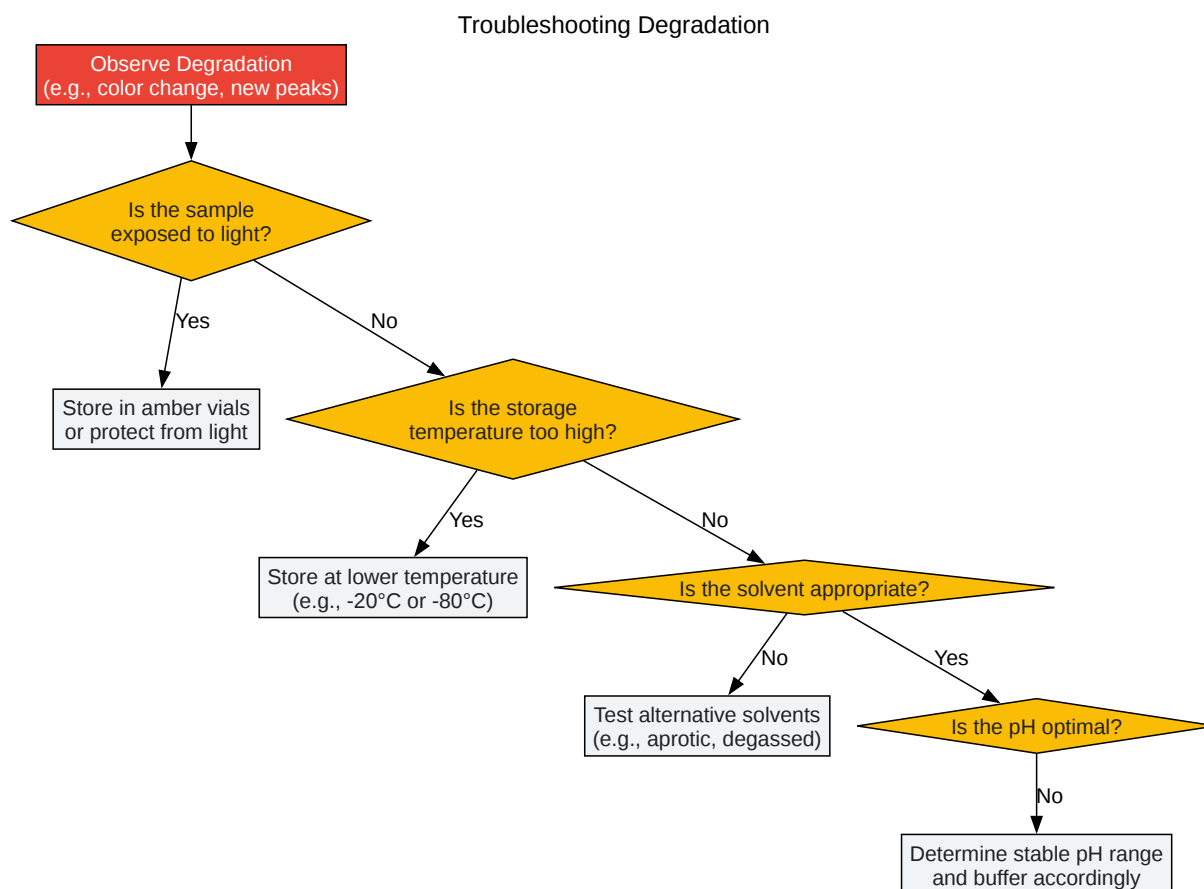 Troubleshooting Degradation
Observe Degradation
(e.g., color change, new peaks)
Is the sample
exposed to light?
Yes
No
Store in amber vials
or protect from light
Is the storage
temperature too high?
Yes
No
Store at lower temperature
(e.g., -20°C or -80°C)
Is the solvent appropriate?
No
Yes
Test alternative solvents
(e.g., aprotic, degassed)
Is the pH optimal?
No
Determine stable pH range
and buffer accordingly